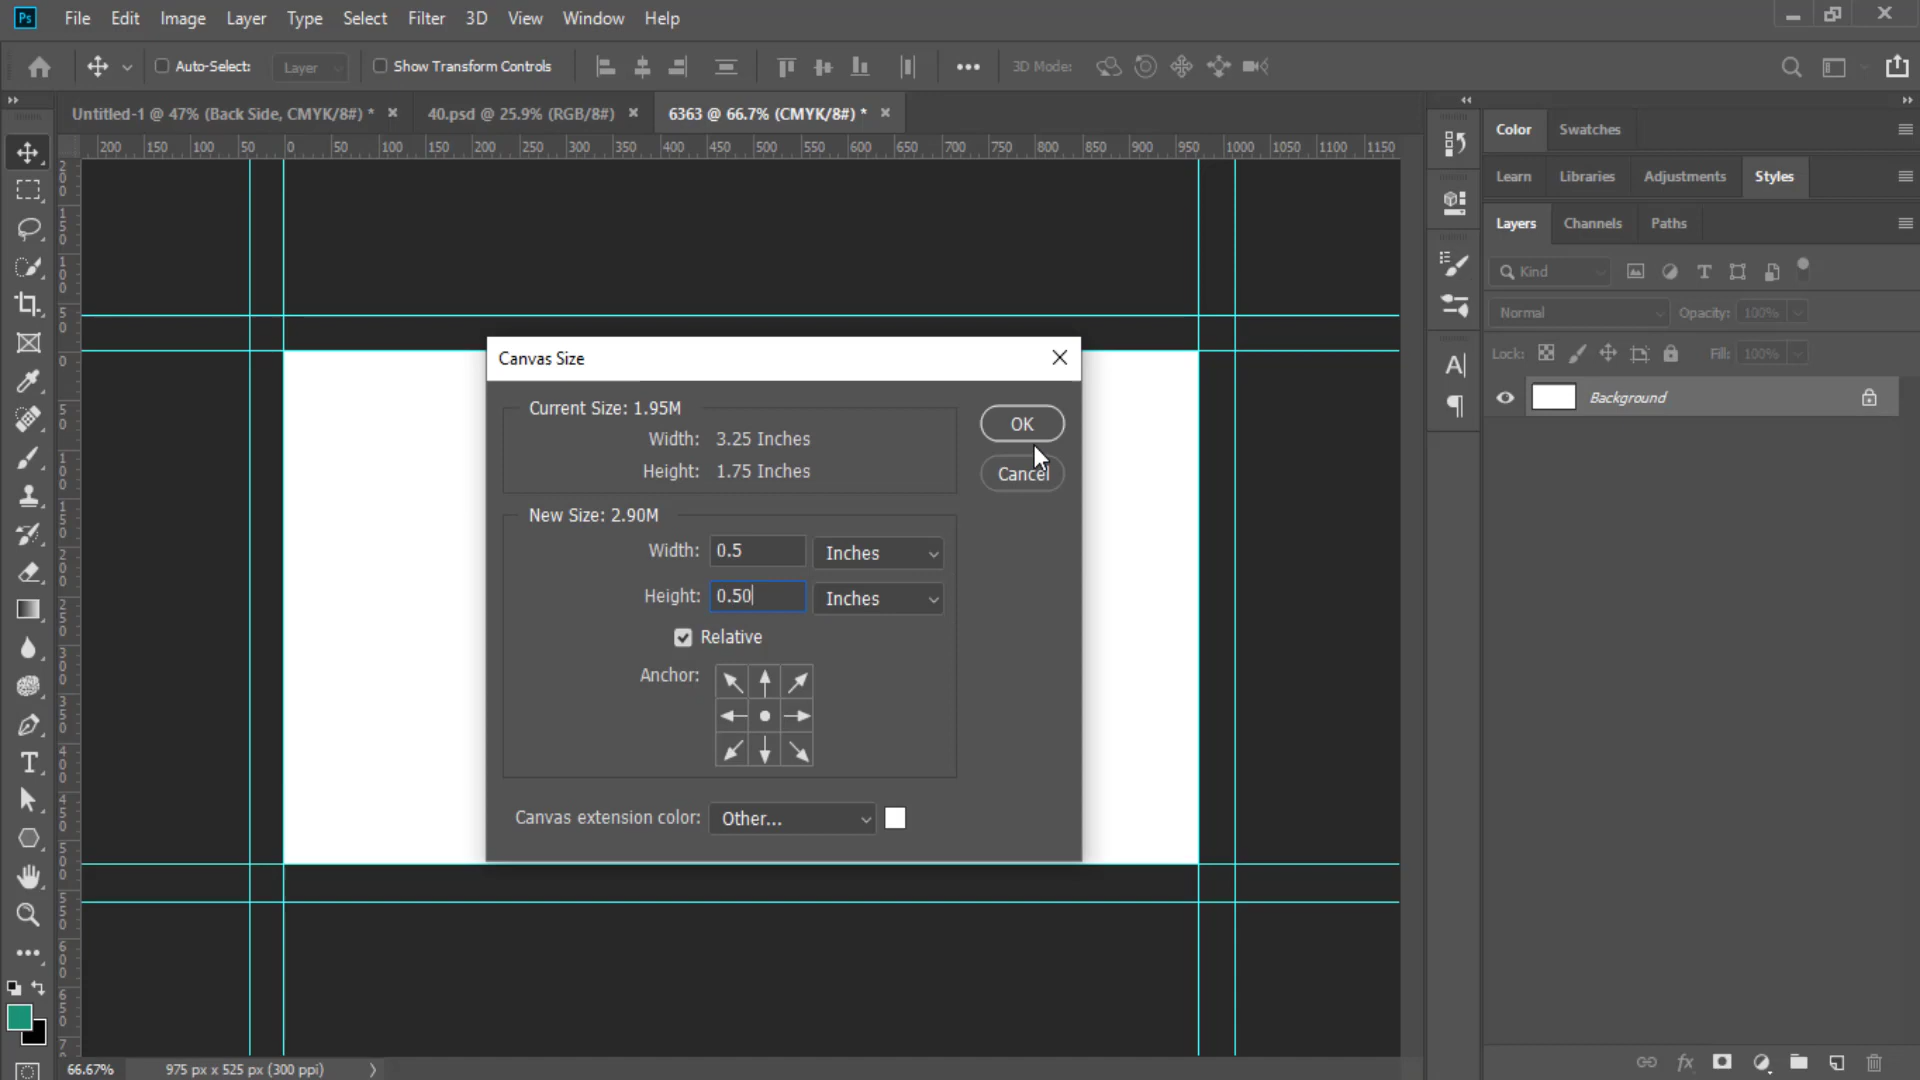 Ps File Edit Image Layer Type Select Filter 3D View Window Help
Auto-Select: Layer Show Transform Controls 3D Mode:
Untitled-1 @ 47% (Back Side, CMYK/8#) * × 40.psd @ 25.9% (RGB/8#) × 6363 @ 66.7% (CMYK/8#) * ×
200 150 100 50 0 50 100 150 200 250 300 350 400 450 500 550 600 650 700 750 800 850 900 950 1000 1050 1100 1150
Color Swatches
Learn Libraries Adjustments Styles
Layers Channels Paths
Kind
Normal Opacity: 100%
Lock: Fill: 100%
Background
Canvas Size
Current Size: 1.95M
Width: 3.25 Inches
Height: 1.75 Inches
OK
Cancel
New Size: 2.90M
Width: 0.5 Inches
Height: 0.50 Inches
Relative
Anchor:
Canvas extension color: Other...
66.67% 975 px x 525 px (300 ppi)